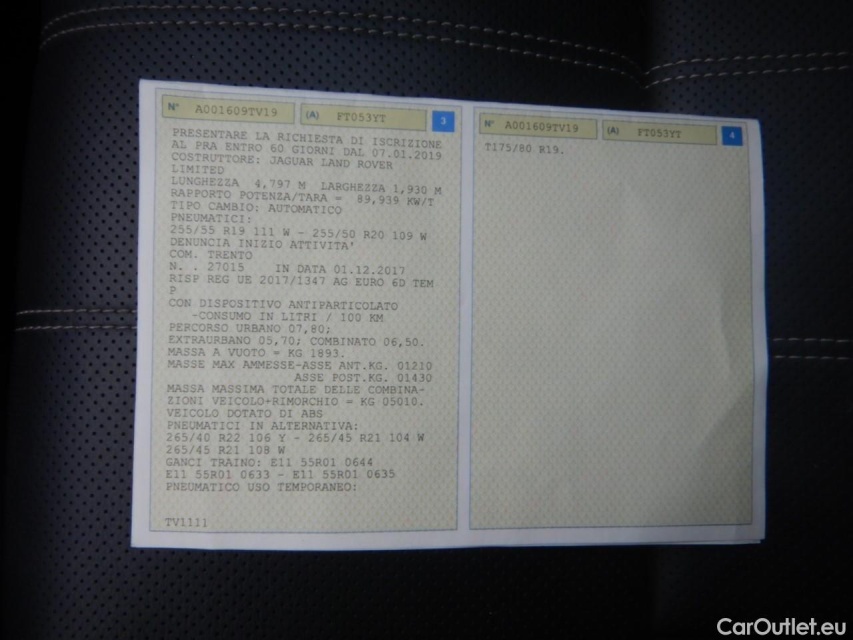 N° A001609TV19 (A) FT053YT 3
PRESENTARE LA RICHIESTA DI ISCRIZIONE
AL PRA ENTRO 60 GIORNI DAL 07.01.2019
COSTRUTTORE: JAGUAR LAND ROVER
LIMITED
LUNGHEZZA 4,797 M LARGHEZZA 1,930 M
RAPPORTO POTENZA/TARA = 89,939 KW/T
TIPO CAMBIO: AUTOMATICO
PNEUMATICI:
255/55 R19 111 W - 255/50 R20 109 W
DENUNCIA INIZIO ATTIVITA'
COM. TRENTO
N. . 27015 IN DATA 01.12.2017
RISP REG UE 2017/1347 AG EURO 6D TEM
P
CON DISPOSITIVO ANTIPARTICOLATO
-CONSUMO IN LITRI / 100 KM
PERCORSO URBANO 07,80;
EXTRAURBANO 05,70; COMBINATO 06,50.
MASSA A VUOTO = KG 1893.
MASSE MAX AMMESSE-ASSE ANT.KG. 01210
ASSE POST.KG. 01430
MASSA MASSIMA TOTALE DELLE COMBINA-
ZIONI VEICOLO+RIMORCHIO = KG 05010.
VEICOLO DOTATO DI ABS
PNEUMATICI IN ALTERNATIVA:
265/40 R22 106 Y - 265/45 R21 104 W
265/45 R21 108 W
GANCI TRAINO: E11 55R01 0644
E11 55R01 0633 - E11 55R01 0635
PNEUMATICO USO TEMPORANEO:
TV1111
N° A001609TV19 (A) FT053YT 4
T175/80 R19.
CarOutlet.eu